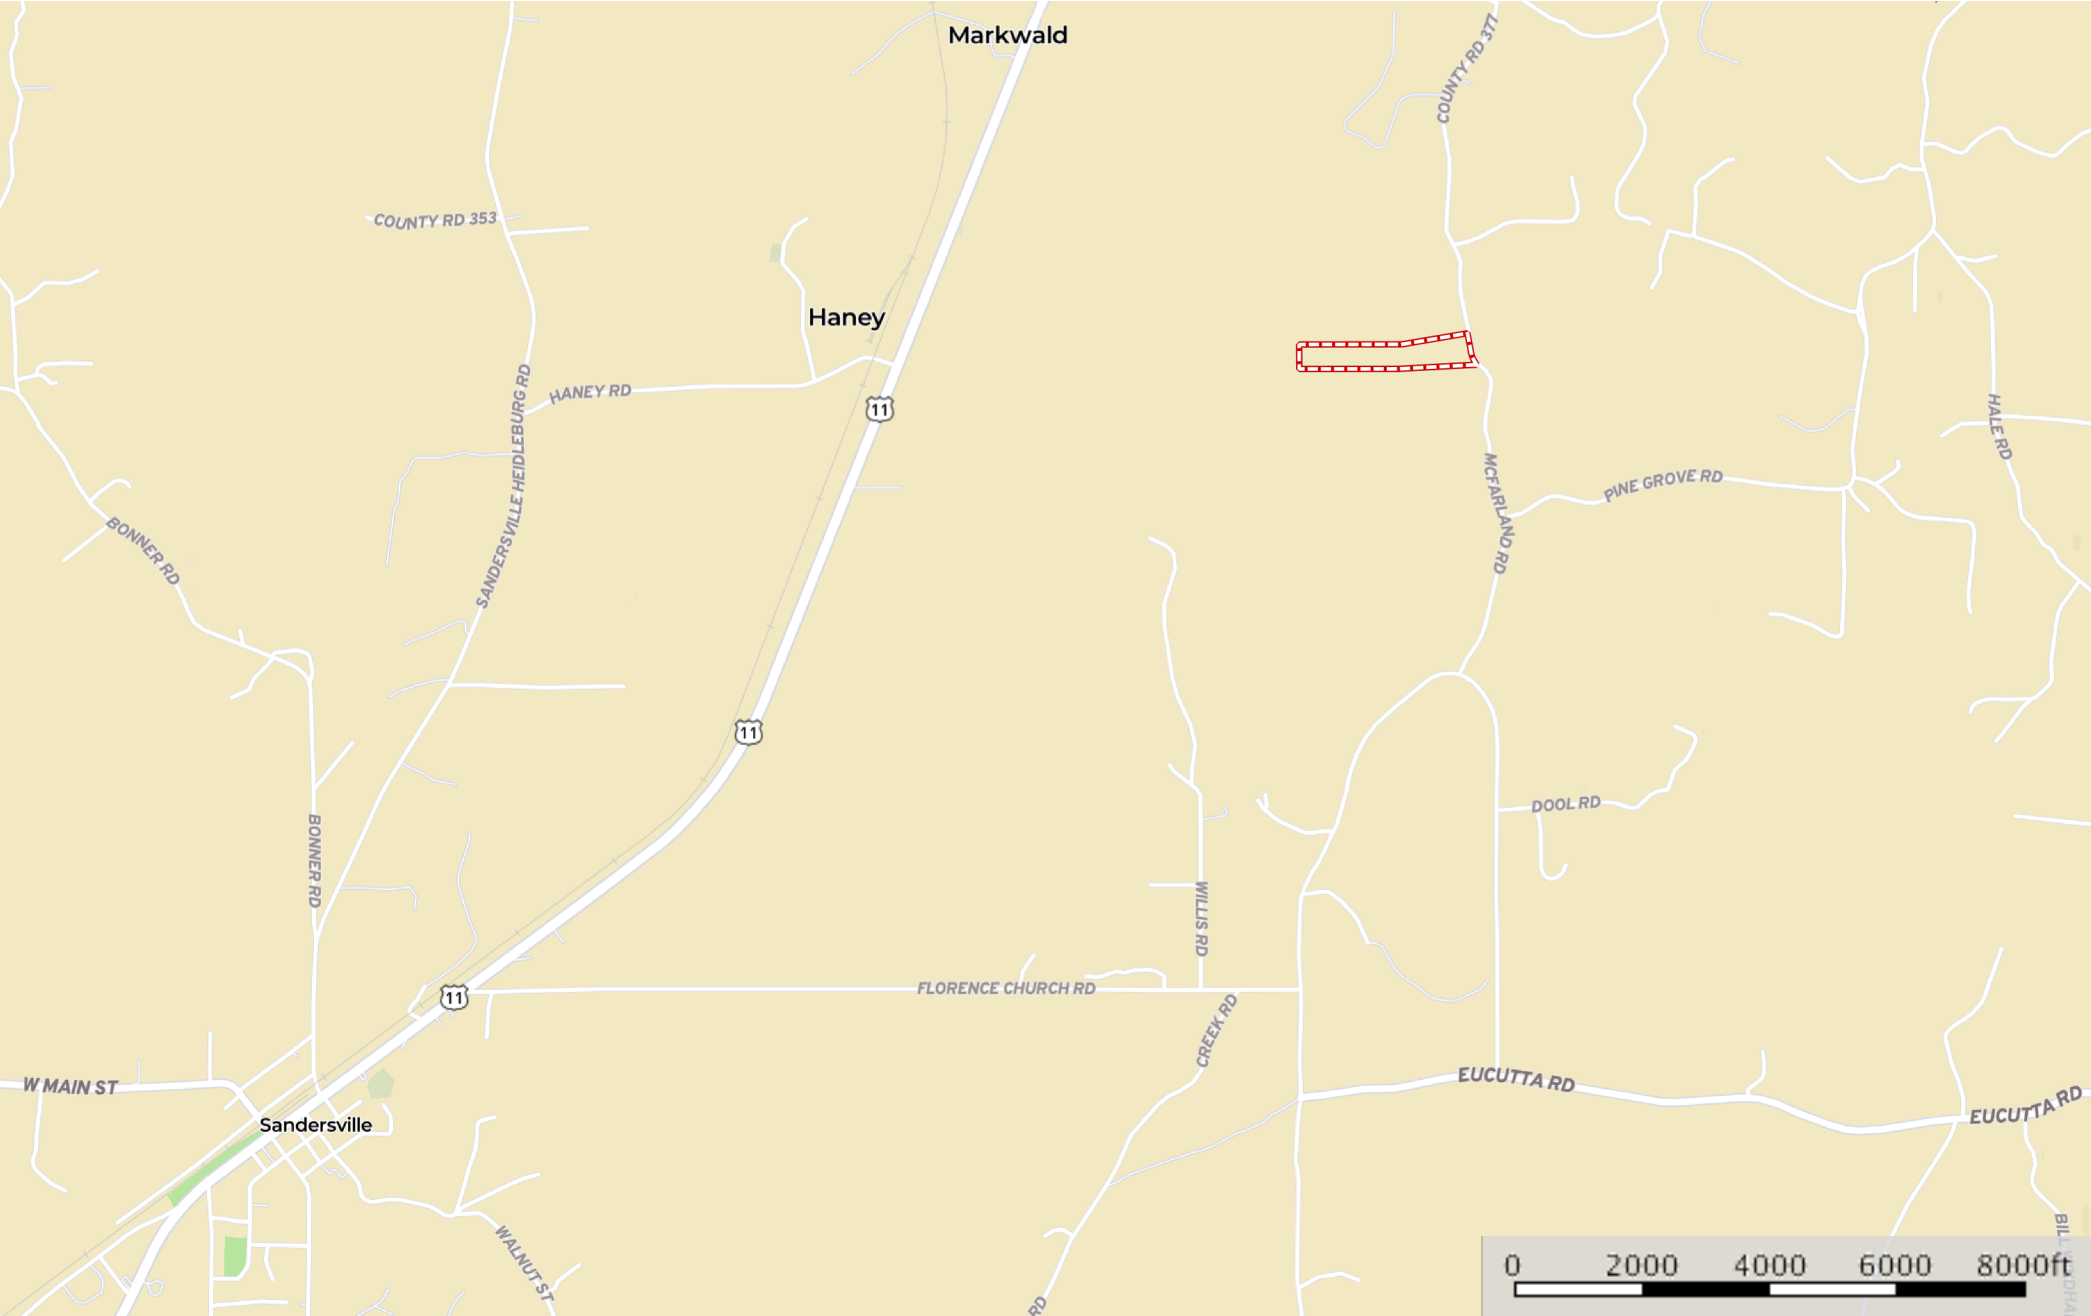 Markwald
COUNTY RD 377
COUNTY RD 353
Haney
HANEY RD
11
SANDERSVILLE HEIDLEBURG RD
HALE RD
MCFARLAND RD
PINE GROVE RD
BONNER RD
11
DOOL RD
BONNER RD
WILLIS RD
11
FLORENCE CHURCH RD
CREEK RD
W MAIN ST
EUCUTTA RD
EUCUTTA RD
Sandersville
WALNUT ST
RD
BILL
0 2000 4000 6000 8000ft